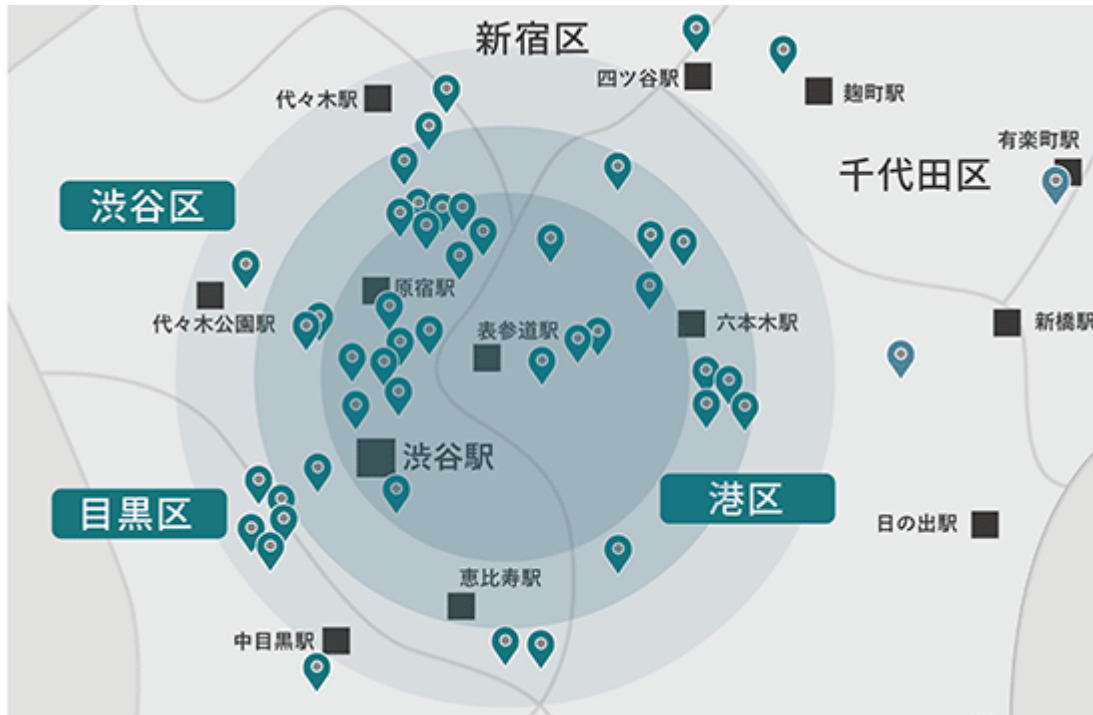 新宿区
四ツ谷駅
代々木駅
麹町駅
有楽町駅
千代田区
渋谷区
原宿駅
代々木公園駅
表参道駅
六本木駅
新橋駅
渋谷駅
港区
目黒区
日の出駅
恵比寿駅
中目黒駅